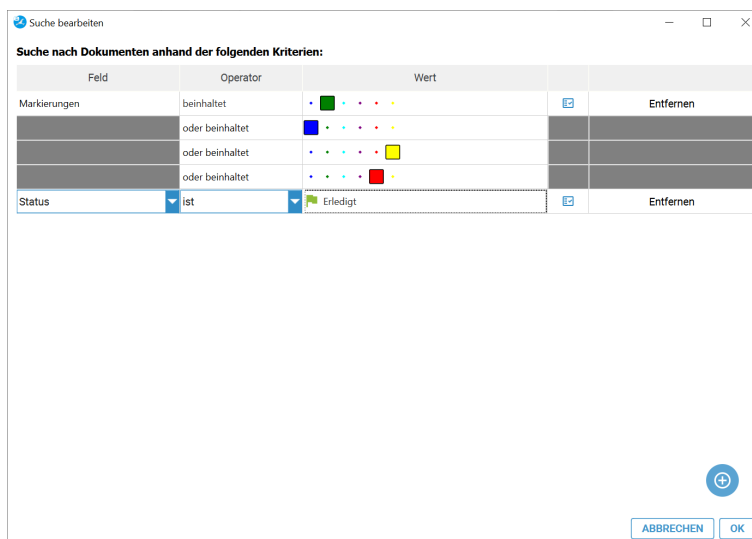 Suche bearbeiten
Suche nach Dokumenten anhand der folgenden Kriterien:
Feld Operator Wert
Markierungen beinhaltet Entfernen
oder beinhaltet
oder beinhaltet
oder beinhaltet
Status ist Erledigt Entfernen
ABBRECHEN OK